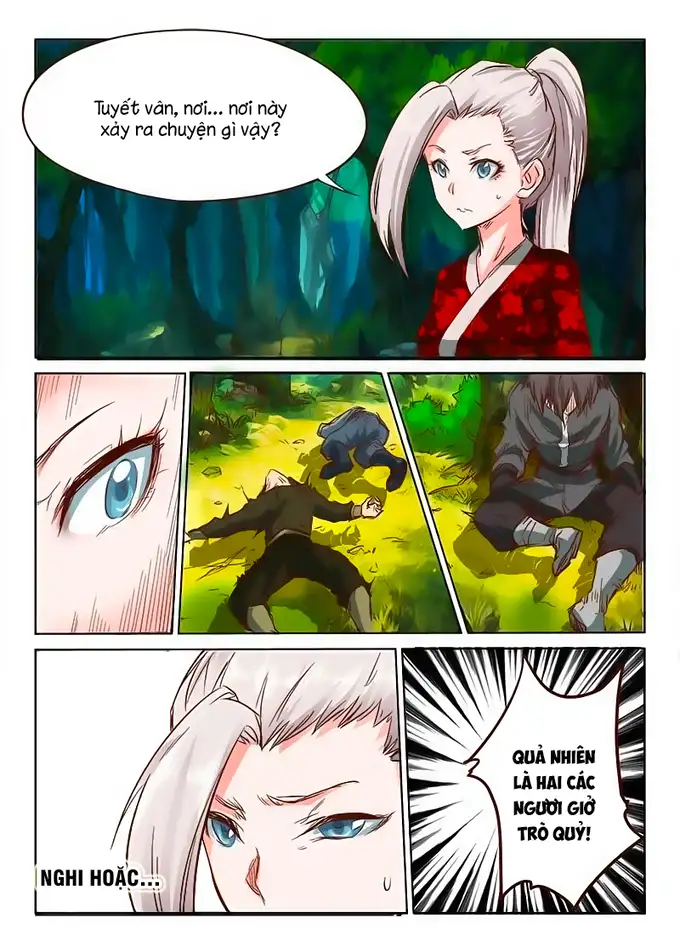 Tuyết vân, nơi... nơi này
xảy ra chuyện gì vậy?
NGHI HOẶC...
QUẢ NHIÊN
LÀ HAI CÁC
NGƯƠI GIỞ
TRÒ QUỶ!